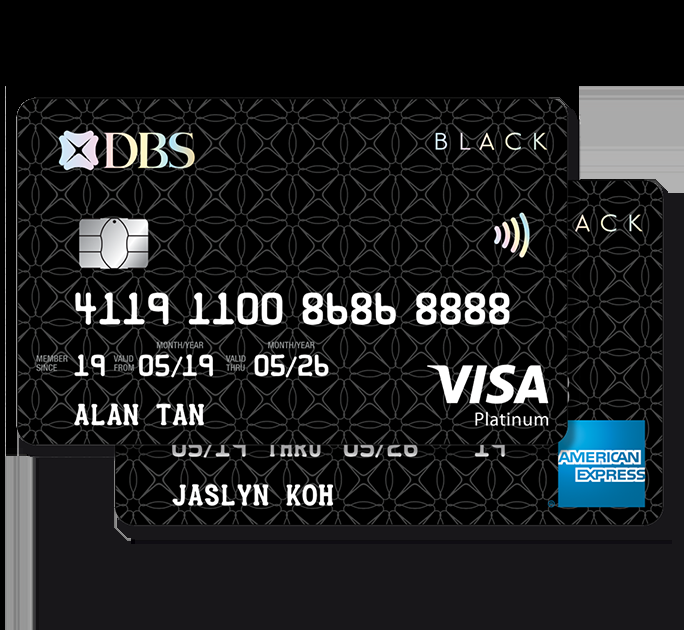 DBS
BLACK
ACK
4119 1100 8686 8888
MONTH/YEAR MONTH/YEAR
MEMBER SINCE 19 VALID FROM 05/19 VALID THRU 05/26
VISA
Platinum
ALAN TAN
05/19 THRU 05/26 19
AMERICAN
EXPRESS
JASLYN KOH